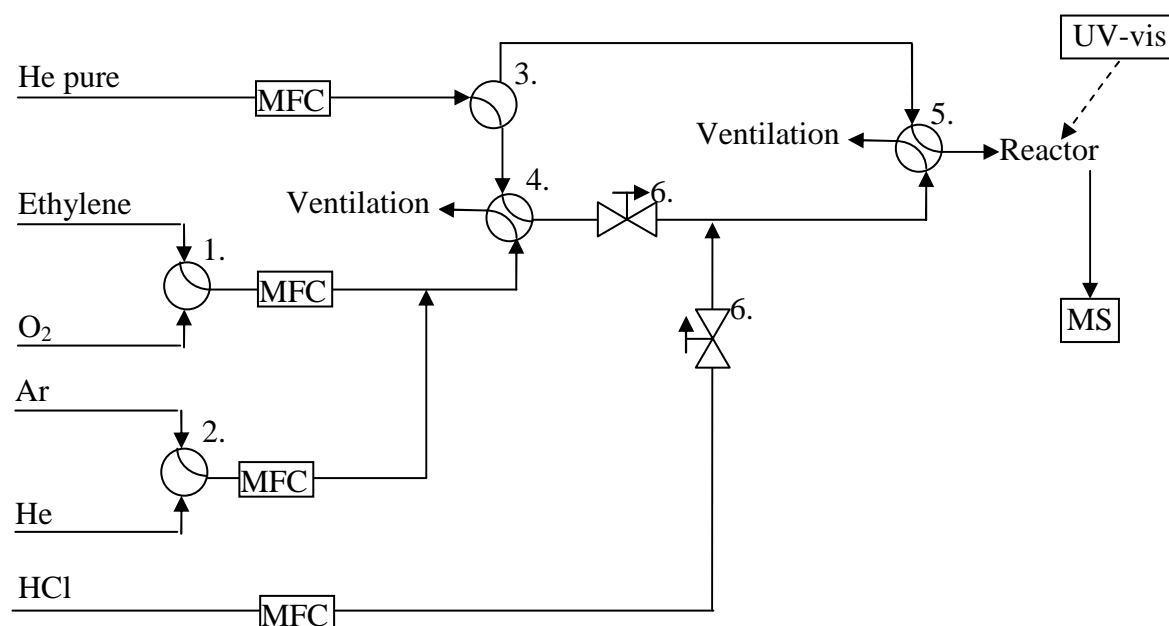 UV-vis
He pure
MFC
3.
5.
Ventilation
Reactor
4.
Ventilation
6.
Ethylene
1.
MFC
O₂
6.
MS
Ar
2.
MFC
He
HCl
MFC